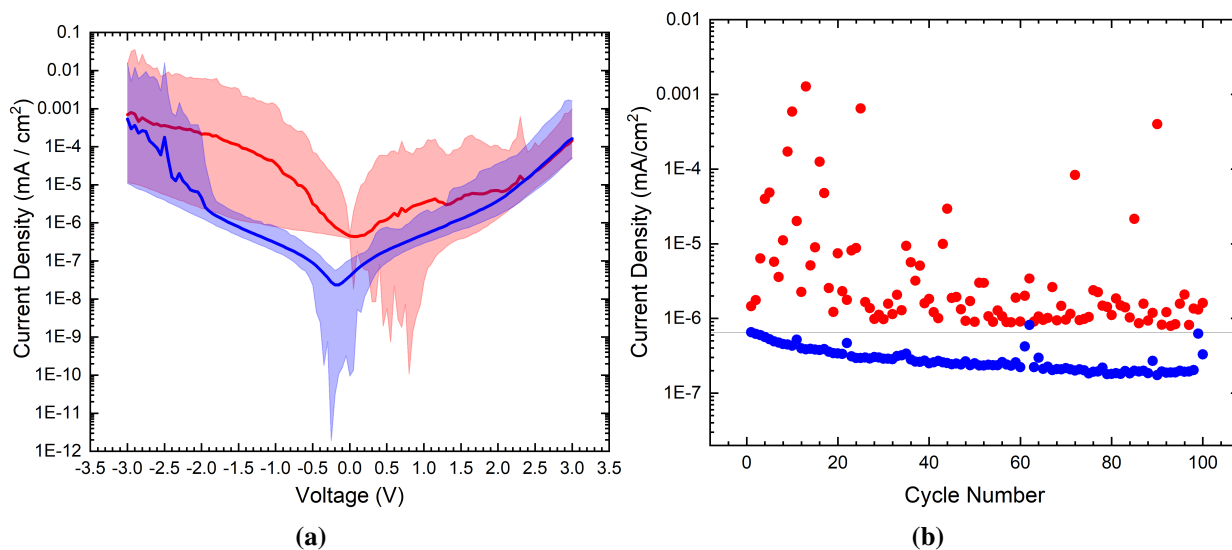 0.1
0.01
0.001
1E-4
1E-5
1E-6
1E-7
1E-8
1E-9
1E-10
1E-11
1E-12
Current Density (mA / cm²)
-3.5 -3.0 -2.5 -2.0 -1.5 -1.0 -0.5 0.0 0.5 1.0 1.5 2.0 2.5 3.0 3.5
Voltage (V)
(a)
0.01
0.001
1E-4
1E-5
1E-6
1E-7
Current Density (mA/cm²)
0 20 40 60 80 100
Cycle Number
(b)